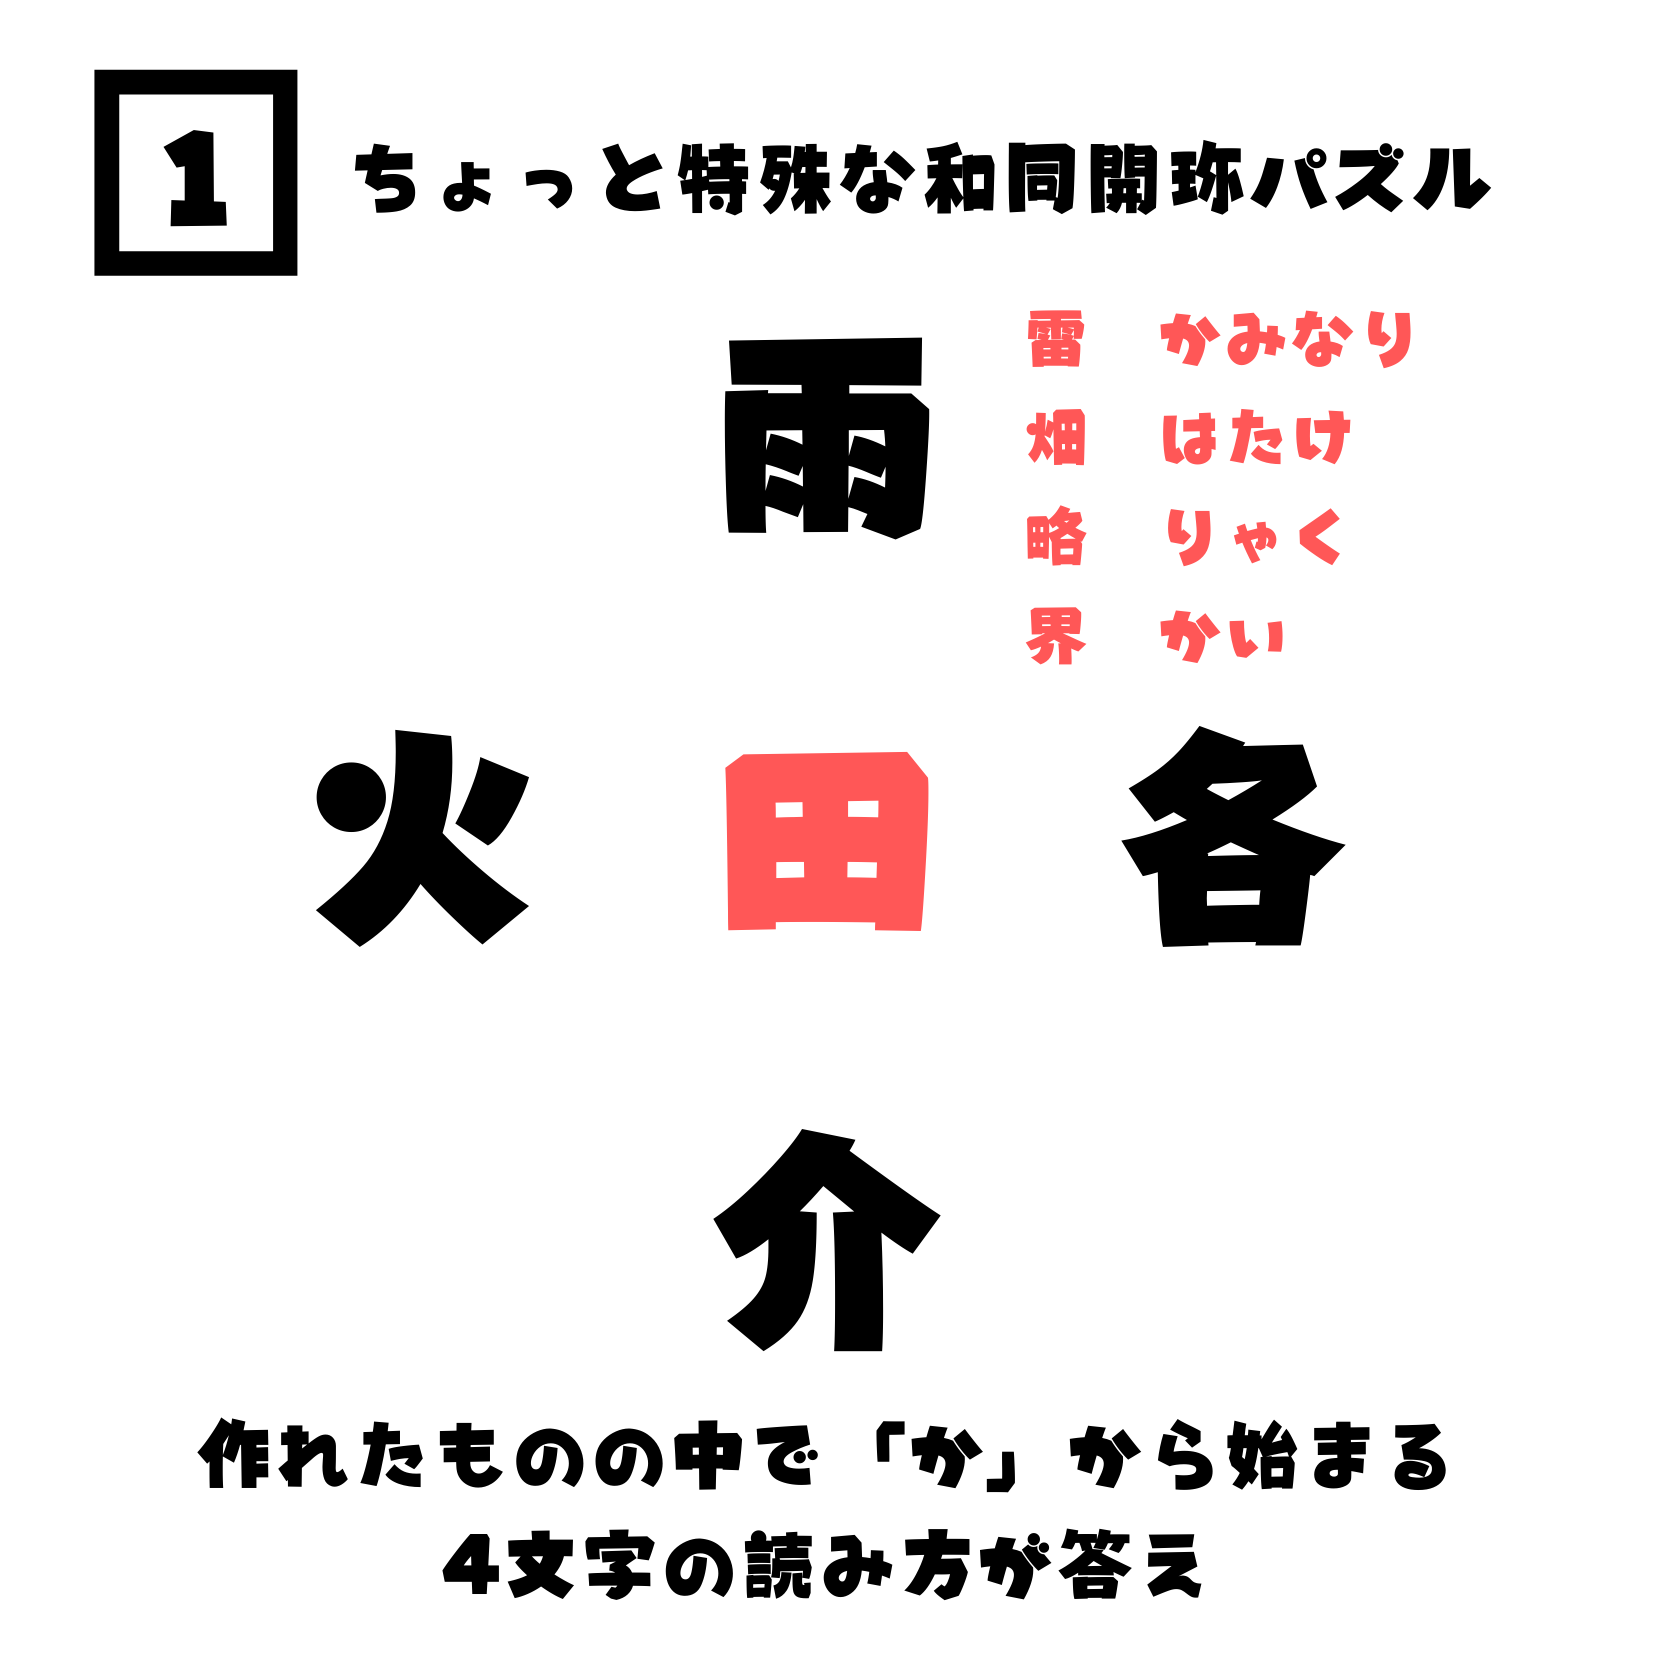 1 ちょっと特殊な和同開珎パズル
雨
雷 かみなり
畑 はたけ
略 りゃく
界 かい
火 田 各
介
作れたものの中で「か」から始まる
4文字の読み方が答え